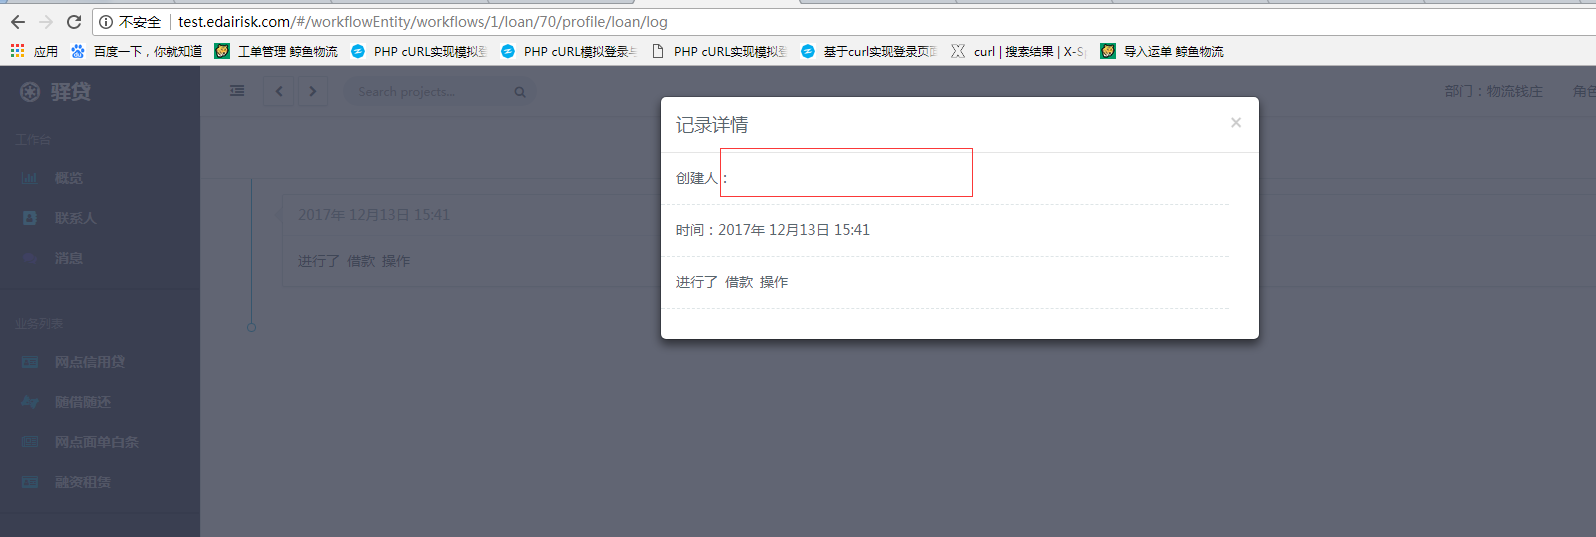 不安全 test.edairisk.com/#/workflowEntity/workflows/1/loan/70/profile/loan/log
应用 百度一下，你就知道 工单管理 鲸鱼物流 PHP cURL实现模拟登 PHP cURL模拟登录与 PHP cURL实现模拟登 基于curl实现登录页面 curl | 搜索结果 | X-S 导入运单 鲸鱼物流
驿贷 Search projects... 部门：物流钱庄 角色
工作台
概览
联系人
消息
业务列表
网点信用贷
随借随还
网点面单白条
融资租赁
2017年 12月13日 15:41
进行了 借款 操作
记录详情 ×
创建人：
时间：2017年 12月13日 15:41
进行了 借款 操作